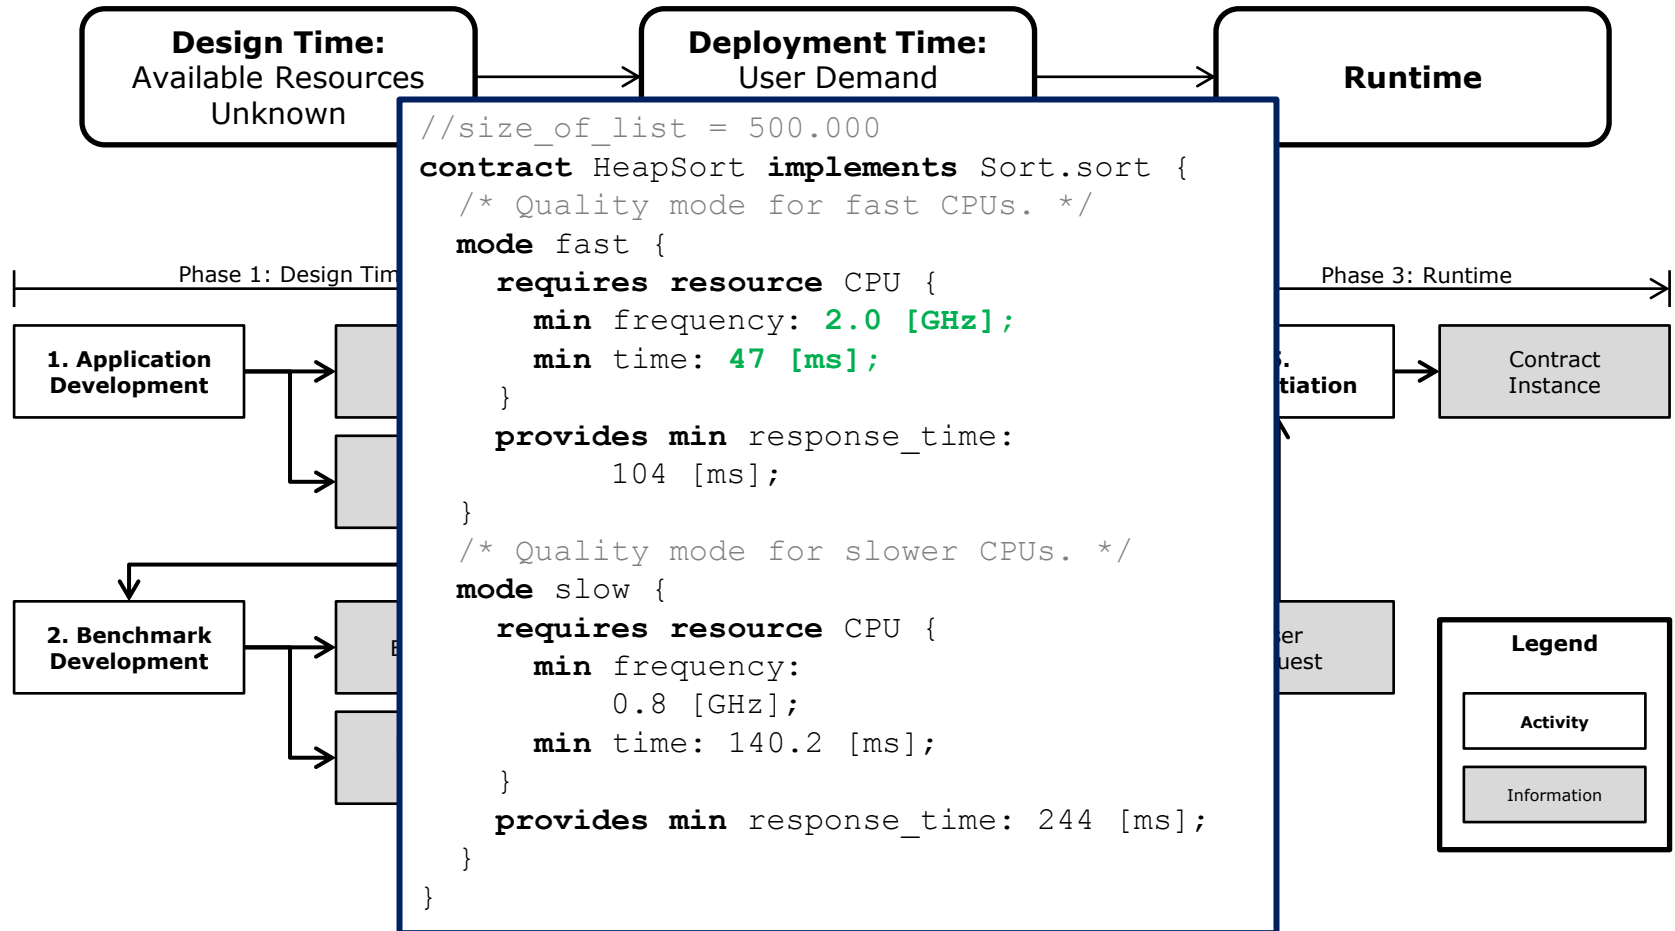 Design Time:
Available Resources
Unknown
Deployment Time:
User Demand
Runtime
//size_of_list = 500.000
contract HeapSort implements Sort.sort {
/* Quality mode for fast CPUs. */
mode fast {
requires resource CPU {
min frequency: 2.0 [GHz];
min time: 47 [ms];
}
provides min response_time:
104 [ms];
}
/* Quality mode for slower CPUs. */
mode slow {
requires resource CPU {
min frequency:
0.8 [GHz];
min time: 140.2 [ms];
}
provides min response_time: 244 [ms];
}
}
Phase 1: Design Tim
Phase 3: Runtime
1. Application
Development
tiation
Contract
Instance
2. Benchmark
Development
er
uest
Legend
Activity
Information